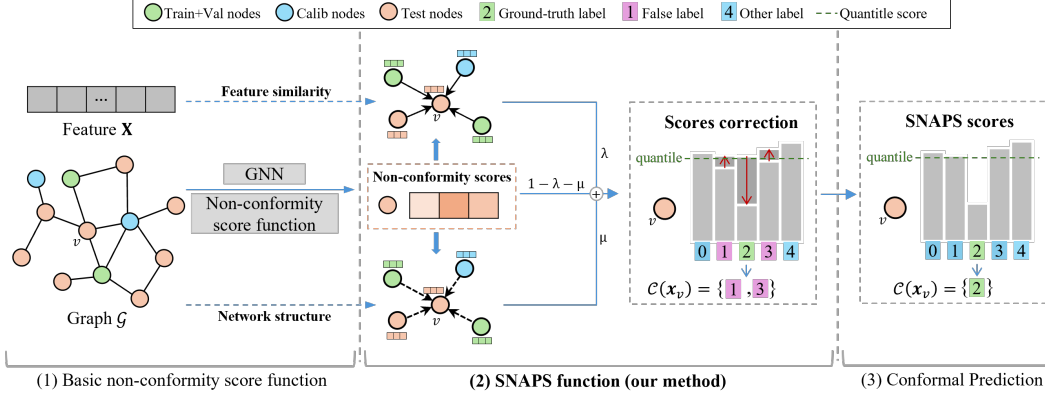 Train+Val nodes Calib nodes Test nodes 2 Ground-truth label 1 False label 4 Other label Quantitle score
Feature similarity
...
Feature X
v
Scores correction
SNAPS scores
quantile
quantile
λ
GNN
Non-conformity scores
1 − λ − μ
+
Non-conformity
score function
v
v
v
μ
0 1 2 3 4
0 1 2 3 4
𝒞(𝒙ᵥ) = {1 ,3}
𝒞(𝒙ᵥ) = {2}
Graph 𝒢
Network structure
v
(1) Basic non-conformity score function
(2) SNAPS function (our method)
(3) Conformal Prediction